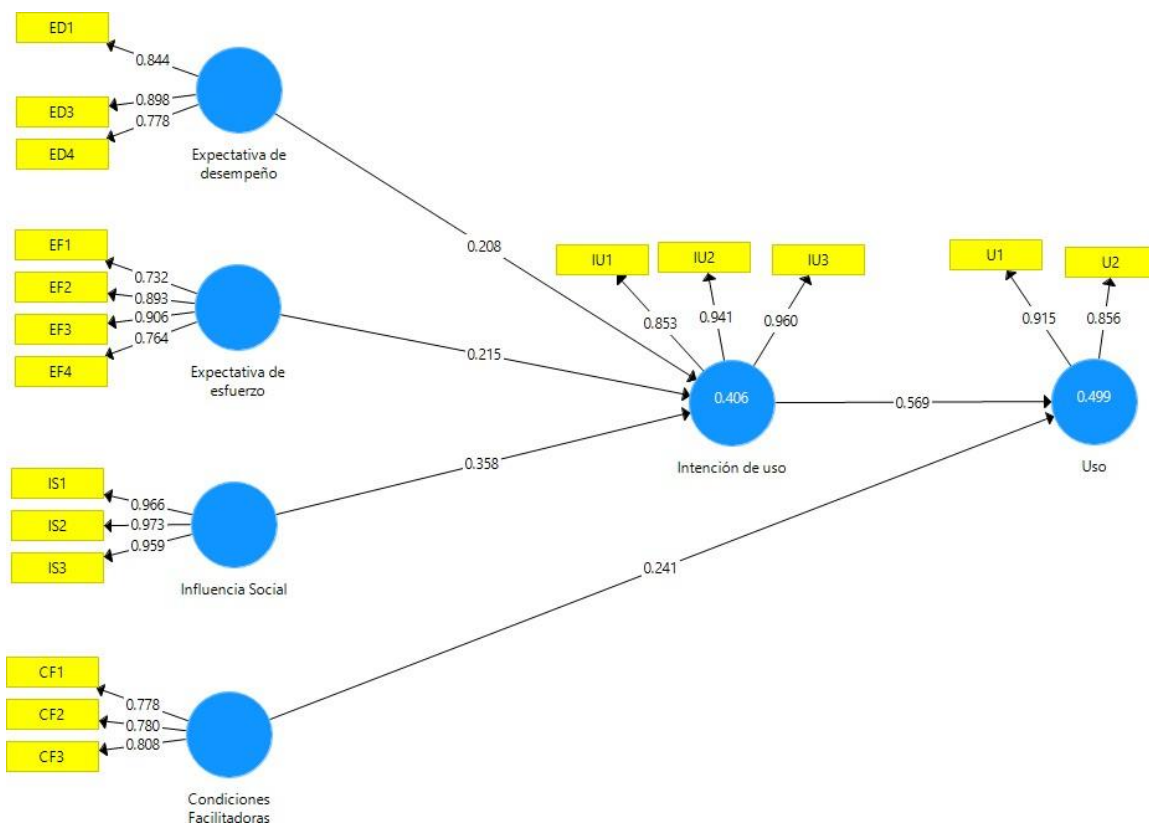 ED1
0.844
0.898
ED3
0.778
ED4
Expectativa de
desempeño
0.208
EF1
0.732
EF2
0.893
EF3
0.906
0.764
EF4
Expectativa de
esfuerzo
0.215
IU1
IU2
IU3
0.853
0.941
0.960
0.406
Intención de uso
0.569
U1
U2
0.915
0.856
0.499
Uso
IS1
0.966
IS2
0.973
0.959
IS3
Influencia Social
0.358
CF1
0.778
CF2
0.780
CF3
0.808
Condiciones
Facilitadoras
0.241